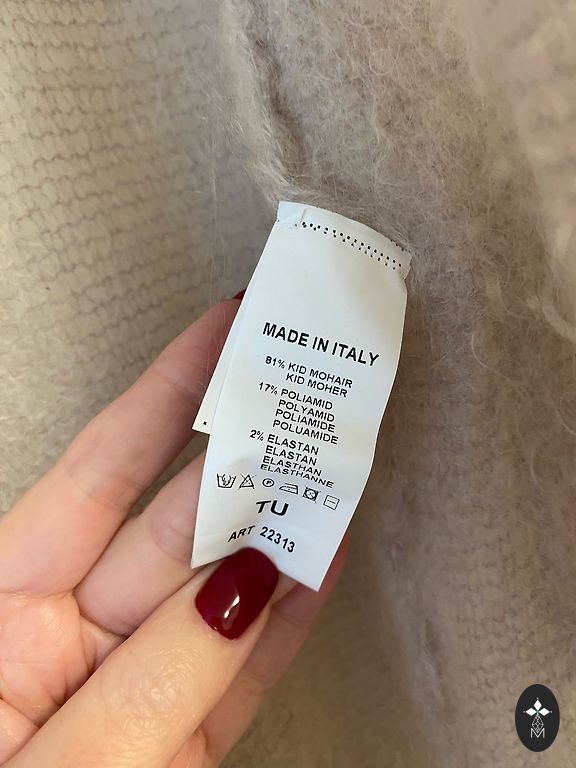 MADE IN ITALY
81% KID MOHAIR
KID MOHER
17% POLIAMID
POLYAMID
POLIAMIDE
POLUAMIDE
2% ELASTAN
ELASTAN
ELASTHAN
ELASTHANNE
TU
ART 22313
M